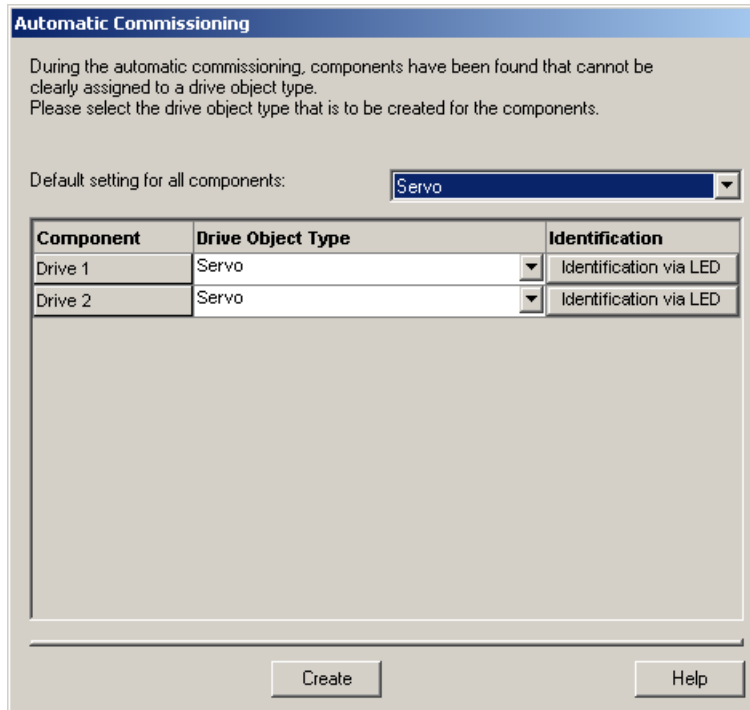 Automatic Commissioning
During the automatic commissioning, components have been found that cannot be
clearly assigned to a drive object type.
Please select the drive object type that is to be created for the components.
Default setting for all components: Servo
Component Drive Object Type Identification
Drive 1 Servo Identification via LED
Drive 2 Servo Identification via LED
Create Help